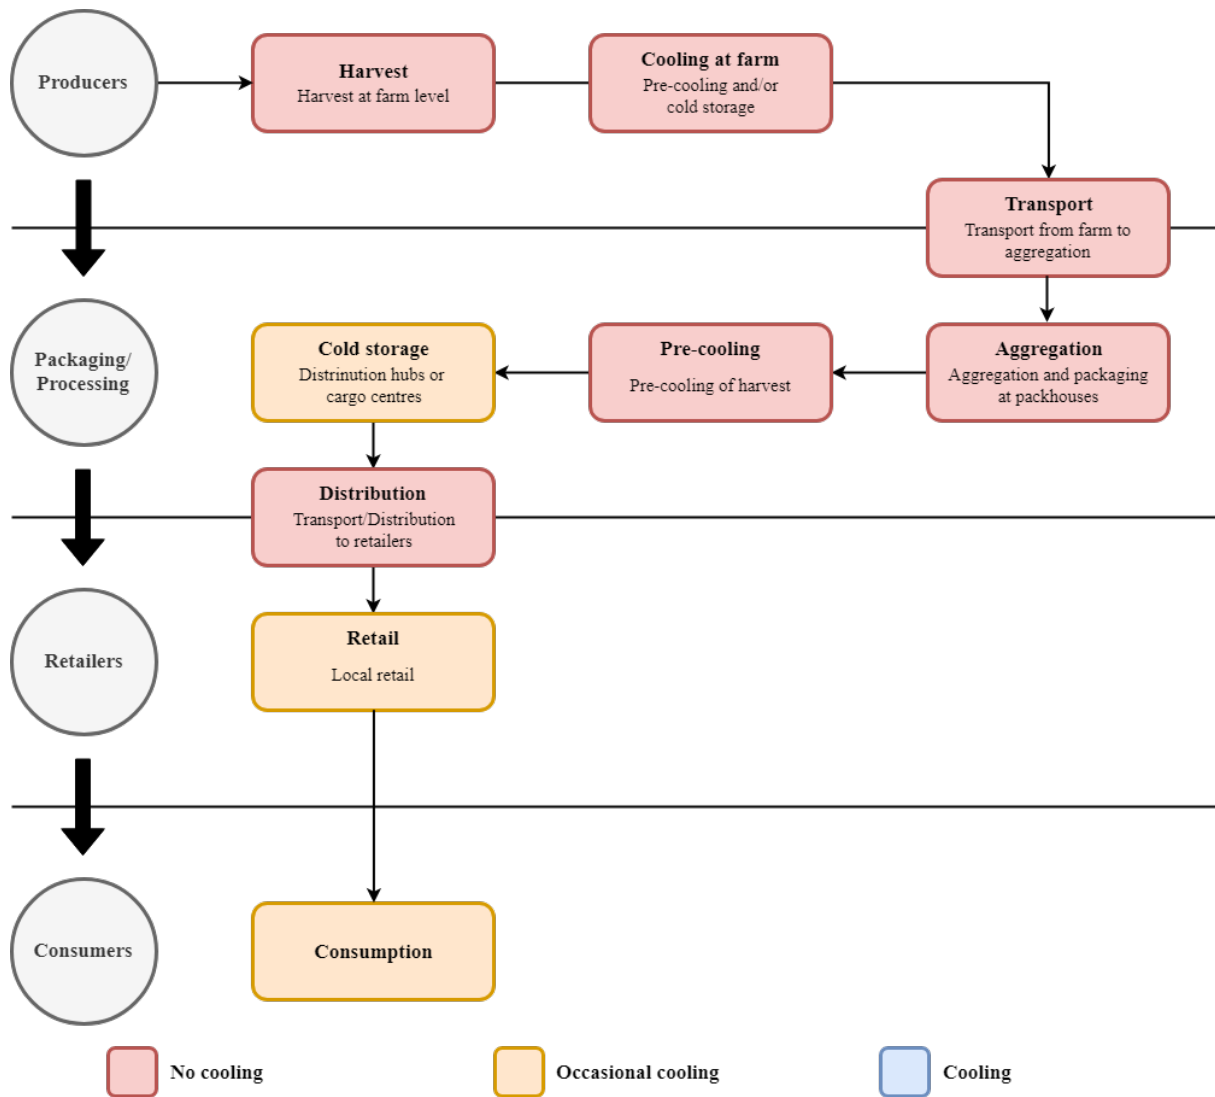 Producers
Harvest
Harvest at farm level
Cooling at farm
Pre-cooling and/or
cold storage
Transport
Transport from farm to
aggregation
Packaging/
Processing
Cold storage
Distrinution hubs or
cargo centres
Pre-cooling
Pre-cooling of harvest
Aggregation
Aggregation and packaging
at packhouses
Distribution
Transport/Distribution
to retailers
Retailers
Retail
Local retail
Consumers
Consumption
No cooling
Occasional cooling
Cooling